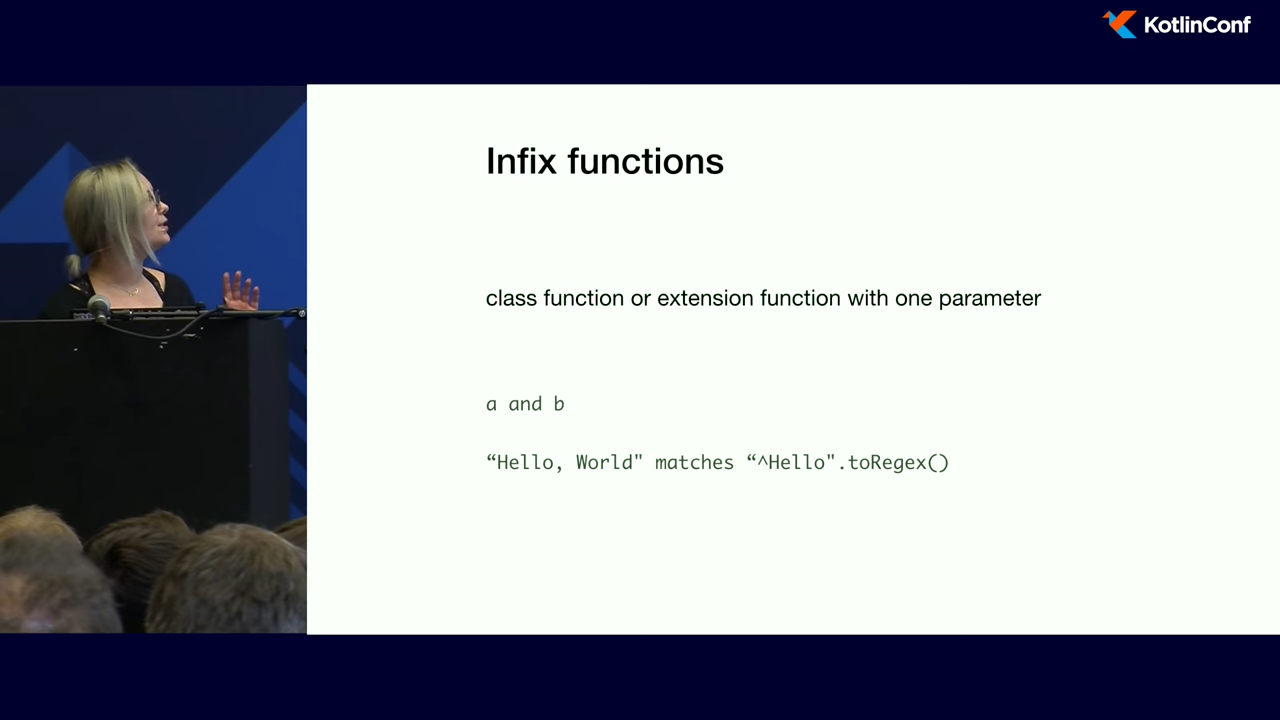 KotlinConf
Infix functions
class function or extension function with one parameter
a and b
“Hello, World" matches “^Hello".toRegex()